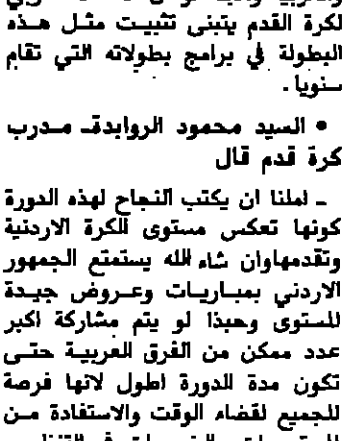 لكرة القدم يتبنى تثبيت مثل هذه
البطولة في برامج بطولاته التي تقام
سنويا .
• السيد محمود الروابدة ـ مدرب
كرة قدم قال
ـ املنا ان يكتب النجاح لهذه الدورة
كونها تعكس مستوى الكرة الاردنية
وتقدمها وان شاء الله يستمتع الجمهور
الاردني بمباريات وعروض جيدة
المستوى وحبذا لو يتم مشاركة اكبر
عدد ممكن من الفرق العربية حتى
تكون مدة الدورة اطول لانها فرصة
للجميع لقضاء الوقت والاستفادة من